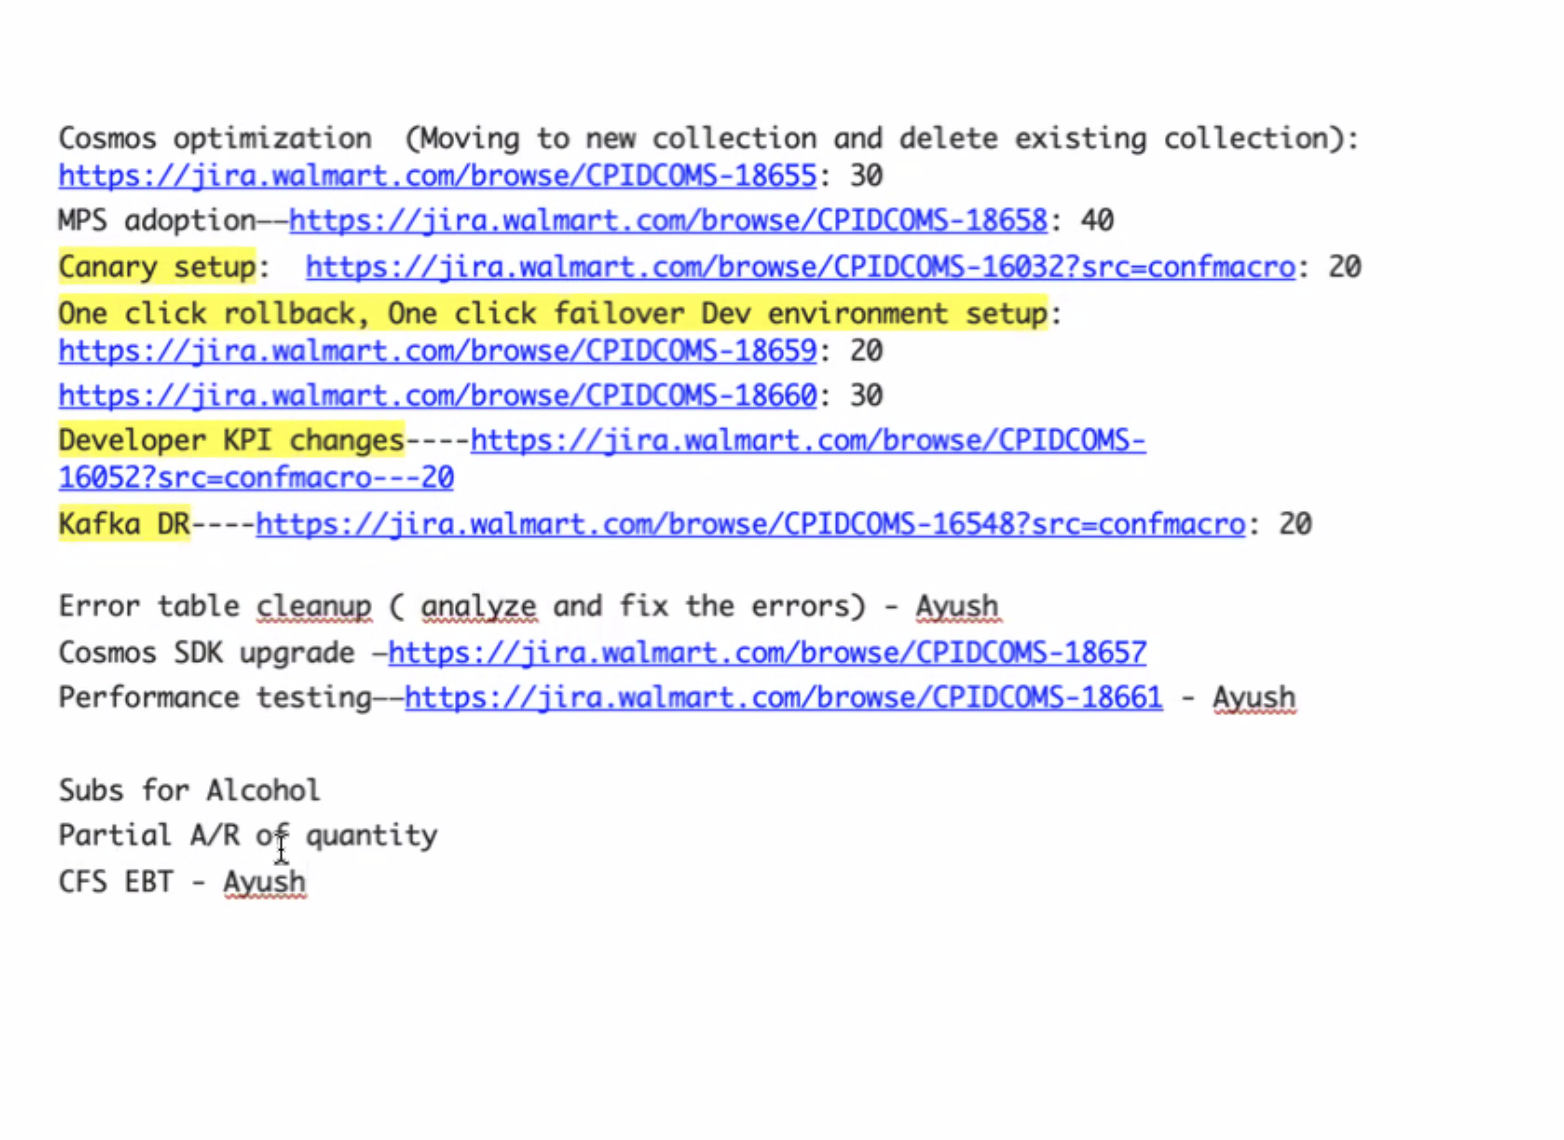 Cosmos optimization  (Moving to new collection and delete existing collection):
https://jira.walmart.com/browse/CPIDCOMS-18655: 30
MPS adoption——https://jira.walmart.com/browse/CPIDCOMS-18658: 40
Canary setup:  https://jira.walmart.com/browse/CPIDCOMS-16032?src=confmacro: 20
One click rollback, One click failover Dev environment setup:
https://jira.walmart.com/browse/CPIDCOMS-18659: 20
https://jira.walmart.com/browse/CPIDCOMS-18660: 30
Developer KPI changes----https://jira.walmart.com/browse/CPIDCOMS-
16052?src=confmacro---20
Kafka DR----https://jira.walmart.com/browse/CPIDCOMS-16548?src=confmacro: 20
Error table cleanup ( analyze and fix the errors) - Ayush
Cosmos SDK upgrade —https://jira.walmart.com/browse/CPIDCOMS-18657
Performance testing——https://jira.walmart.com/browse/CPIDCOMS-18661 - Ayush
Subs for Alcohol
Partial A/R of quantity
CFS EBT - Ayush